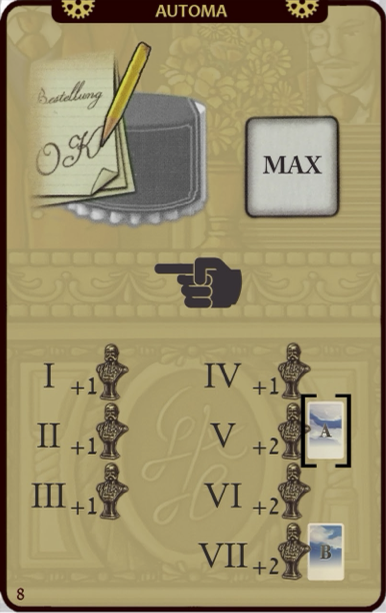 AUTOMA
Bestellung
OK
MAX
I +1 IV +1
II +1 V +2 [A]
III +1 VI +2
VII +2 B
8